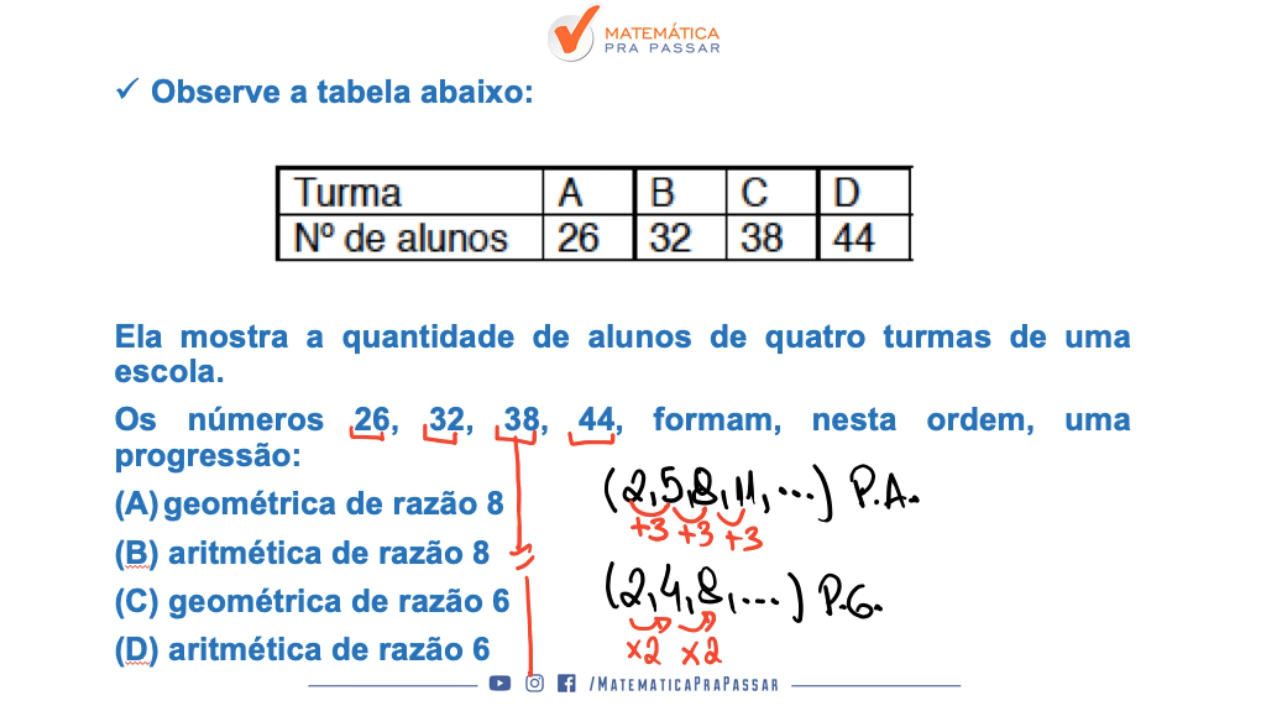 MATEMÁTICA
PRA PASSAR
✓ Observe a tabela abaixo:
Turma A B C D
Nº de alunos 26 32 38 44
Ela mostra a quantidade de alunos de quatro turmas de uma
escola.
Os números 26, 32, 38, 44, formam, nesta ordem, uma
progressão:
(A) geométrica de razão 8
(B) aritmética de razão 8
(C) geométrica de razão 6
(D) aritmética de razão 6
(2,5,8,11,...) P.A.
+3 +3 +3
(2,4,8,...) P.G.
×2 ×2
/MATEMATICAPRAPASSAR